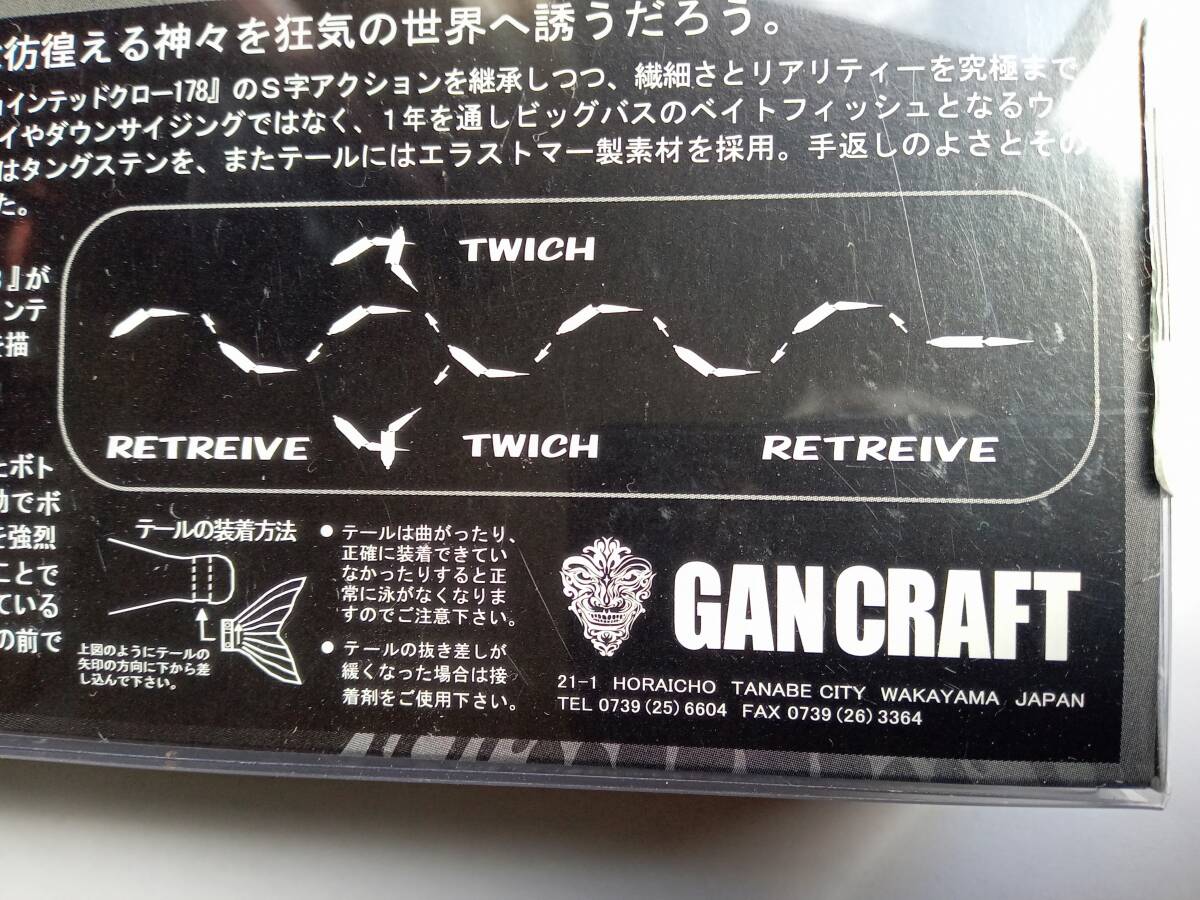 彷徨える神々を狂気の世界へ誘うだろう。
ョインテッドクロー178』のS字アクションを継承しつつ、繊細さとリアリティーを究極まで
イやダウンサイジングではなく、1年を通しビッグバスのベイトフィッシュとなるウ
はタングステンを、またテールにはエラストマー製素材を採用。手返しのよさとその
た。
』が
ンテ
を描
TWICH
RETREIVE
TWICH
RETREIVE
ボト
動でボ
強烈
ことで
ている
の前で
テールの装着方法
上図のようにテールの
矢印の方向に下から差
し込んで下さい。
● テールは曲がったり、
正確に装着できてい
なかったりすると正
常に泳がなくなりま
すのでご注意下さい。
● テールの抜き差しが
緩くなった場合は接
着剤をご使用下さい。
GAN CRAFT
21-1 HORAICHO TANABE CITY WAKAYAMA JAPAN
TEL 0739(25)6604 FAX 0739(26)3364